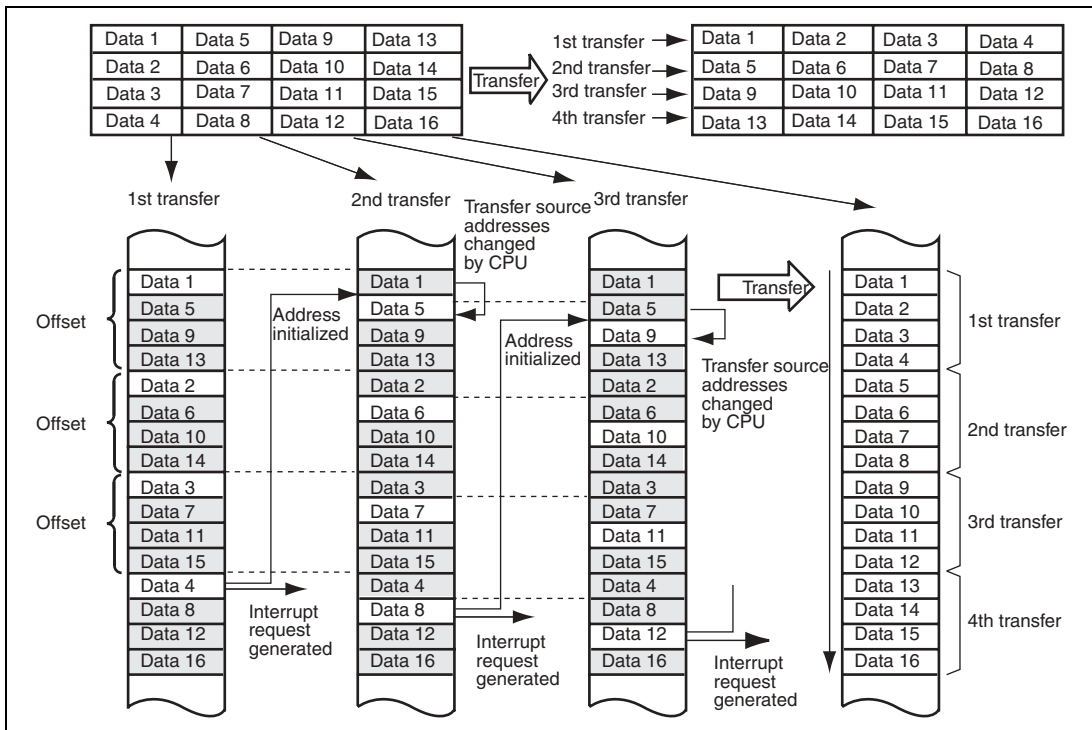 Data 1 Data 5 Data 9 Data 13
Data 2 Data 6 Data 10 Data 14
Data 3 Data 7 Data 11 Data 15
Data 4 Data 8 Data 12 Data 16
Transfer
1st transfer
2nd transfer
3rd transfer
4th transfer
Data 1 Data 2 Data 3 Data 4
Data 5 Data 6 Data 7 Data 8
Data 9 Data 10 Data 11 Data 12
Data 13 Data 14 Data 15 Data 16
1st transfer
Offset
Offset
Offset
Data 1
Data 5
Data 9
Data 13
Data 2
Data 6
Data 10
Data 14
Data 3
Data 7
Data 11
Data 15
Data 4
Data 8
Data 12
Data 16
Address
initialized
Interrupt
request
generated
2nd transfer
Transfer source
addresses
changed
by CPU
Data 1
Data 5
Data 9
Data 13
Data 2
Data 6
Data 10
Data 14
Data 3
Data 7
Data 11
Data 15
Data 4
Data 8
Data 12
Data 16
Address
initialized
Interrupt
request
generated
3rd transfer
Data 1
Data 5
Data 9
Data 13
Data 2
Data 6
Data 10
Data 14
Data 3
Data 7
Data 11
Data 15
Data 4
Data 8
Data 12
Data 16
Transfer
Transfer source
addresses
changed
by CPU
Interrupt
request
generated
Data 1
Data 2
Data 3
Data 4
Data 5
Data 6
Data 7
Data 8
Data 9
Data 10
Data 11
Data 12
Data 13
Data 14
Data 15
Data 16
1st transfer
2nd transfer
3rd transfer
4th transfer